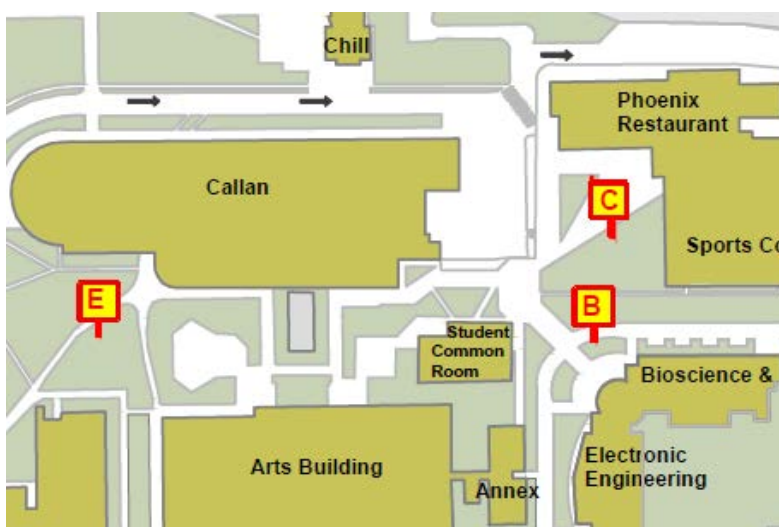 Chill
Phoenix
Restaurant
Callan
C
Sports Co
E
B
Student
Common
Room
Bioscience &
Arts Building
Electronic
Engineering
Annex